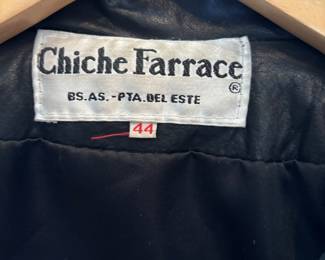 Chiche Farrace
®
BS.AS.-PTA.DEL ESTE
44